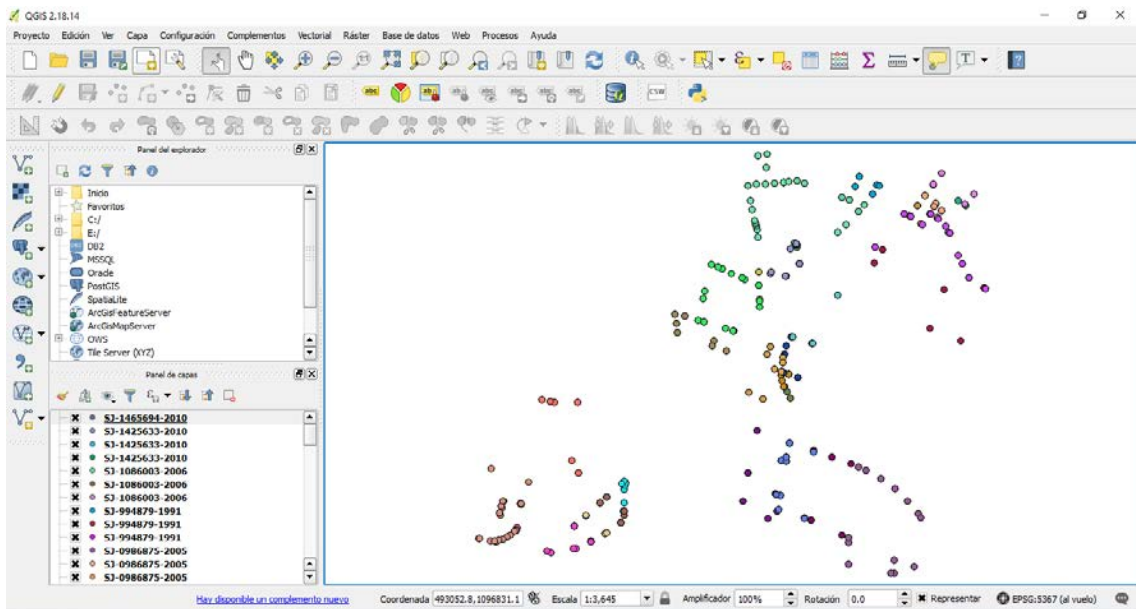 QGIS 2.18.14
Proyecto Edición Ver Capa Configuración Complementos Vectorial Ráster Base de datos Web Procesos Ayuda
Panel del explorador
Inicio
Favoritos
C:/
E:/
DB2
MSSQL
Oracle
PostGIS
SpatiaLite
ArcGisFeatureServer
ArcGisMapServer
OWS
Tile Server (XYZ)
Panel de capas
SJ-1465694-2010
SJ-1425633-2010
SJ-1425633-2010
SJ-1425633-2010
SJ-1086003-2006
SJ-1086003-2006
SJ-1086003-2006
SJ-994879-1991
SJ-994879-1991
SJ-994879-1991
SJ-0986875-2005
SJ-0986875-2005
SJ-0986875-2005
Hay disponible un complemento nuevo Coordenada 493052.8,1096831.1 Escala 1:3,645 Amplificador 100% Rotación 0.0 Representar EPSG:5367 (al vuelo)